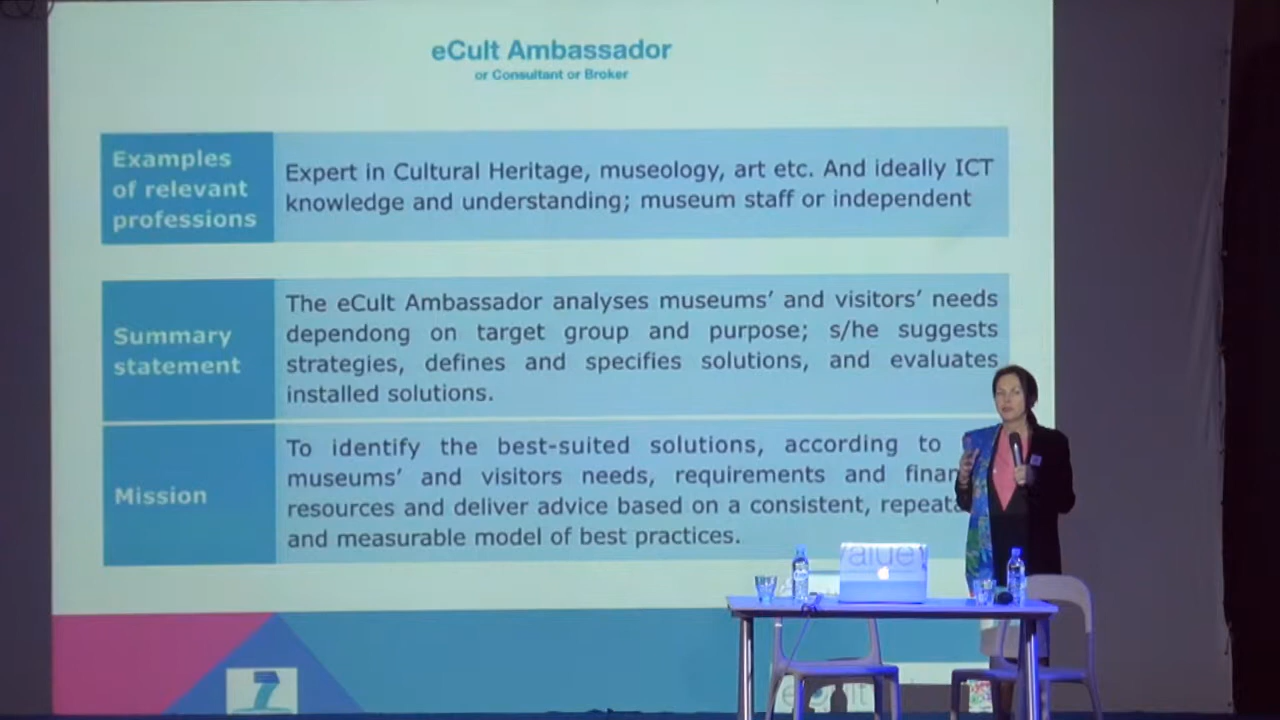 eCult Ambassador
or Consultant or Broker
Examples
of relevant
professions
Expert in Cultural Heritage, museology, art etc. And ideally ICT
knowledge and understanding; museum staff or independent
Summary
statement
The eCult Ambassador analyses museums’ and visitors’ needs
dependong on target group and purpose; s/he suggests
strategies, defines and specifies solutions, and evaluates
installed solutions.
Mission
To identify the best-suited solutions, according to
museums’ and visitors needs, requirements and finan
resources and deliver advice based on a consistent, repeata
and measurable model of best practices.
7